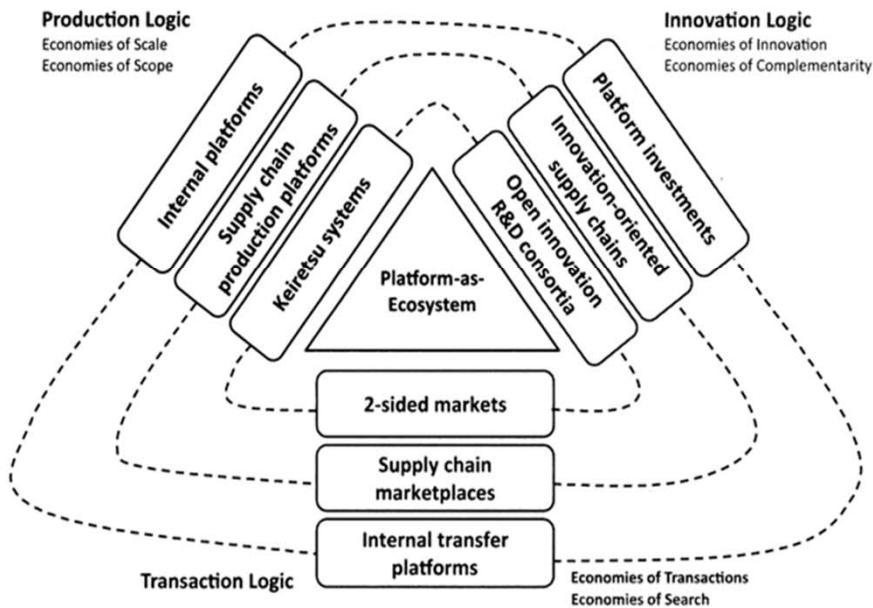 Production Logic
Economies of Scale
Economies of Scope
Innovation Logic
Economies of Innovation
Economies of Complementarity
Internal platforms
Supply chain
production platforms
Keiretsu systems
Platform investments
Innovation-oriented
supply chains
Open innovation
R&D consortia
Platform-as-
Ecosystem
2-sided markets
Supply chain
marketplaces
Internal transfer
platforms
Transaction Logic
Economies of Transactions
Economies of Search